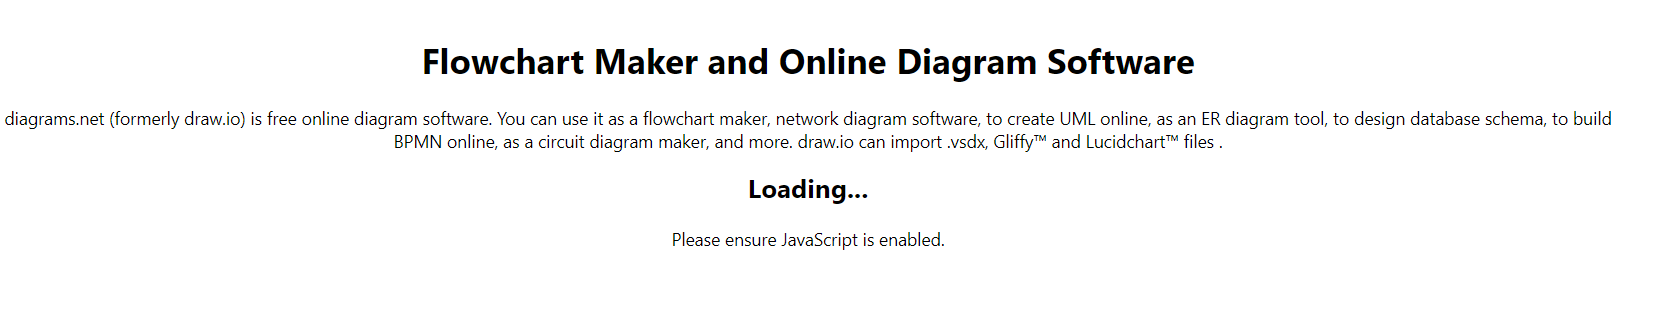 Flowchart Maker and Online Diagram Software
diagrams.net (formerly draw.io) is free online diagram software. You can use it as a flowchart maker, network diagram software, to create UML online, as an ER diagram tool, to design database schema, to build
BPMN online, as a circuit diagram maker, and more. draw.io can import .vsdx, Gliffy™ and Lucidchart™ files .
Loading...
Please ensure JavaScript is enabled.